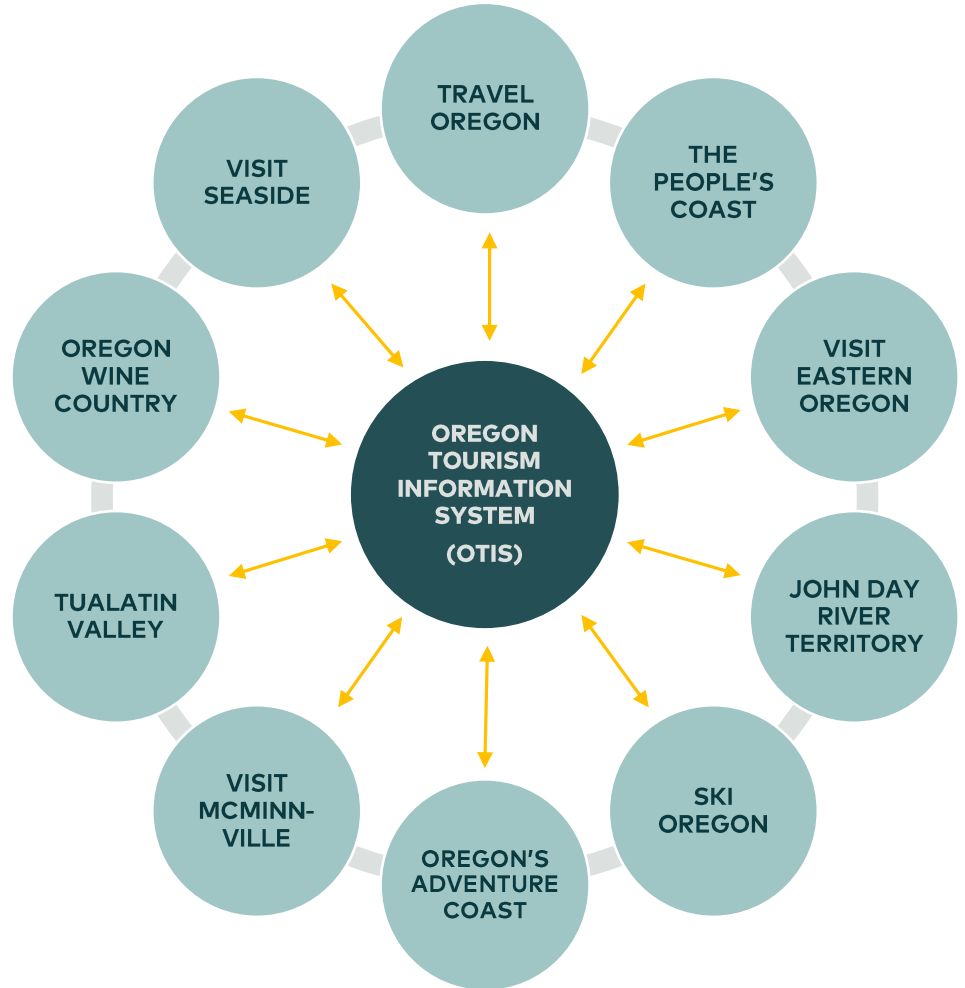 TRAVEL
OREGON
THE
PEOPLE'S
COAST
VISIT
EASTERN
OREGON
JOHN DAY
RIVER
TERRITORY
SKI
OREGON
OREGON'S
ADVENTURE
COAST
VISIT
MCMINN-
VILLE
TUALATIN
VALLEY
OREGON
WINE
COUNTRY
VISIT
SEASIDE
OREGON
TOURISM
INFORMATION
SYSTEM
(OTIS)